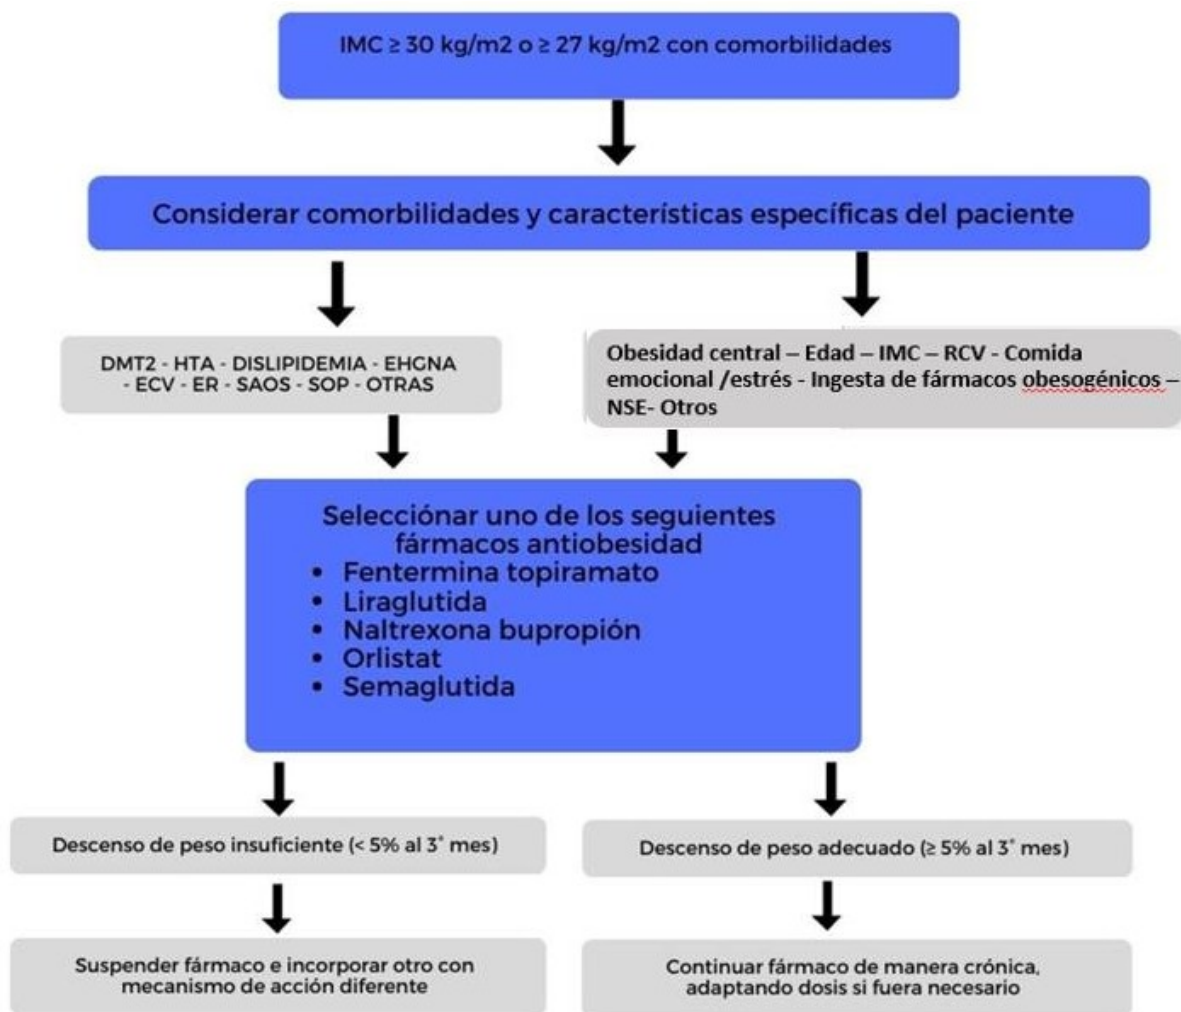 IMC ≥ 30 kg/m2 o ≥ 27 kg/m2 con comorbilidades
Considerar comorbilidades y características específicas del paciente
DMT2 - HTA - DISLIPIDEMIA - EHGNA
- ECV - ER - SAOS - SOP - OTRAS
Obesidad central – Edad – IMC – RCV - Comida
emocional /estrés - Ingesta de fármacos obesogénicos –
NSE- Otros
Selecciónar uno de los seguientes
fármacos antiobesidad
• Fentermina topiramato
• Liraglutida
• Naltrexona bupropión
• Orlistat
• Semaglutida
Descenso de peso insuficiente (< 5% al 3˚ mes)
Descenso de peso adecuado (≥ 5% al 3˚ mes)
Suspender fármaco e incorporar otro con
mecanismo de acción diferente
Continuar fármaco de manera crónica,
adaptando dosis si fuera necesario